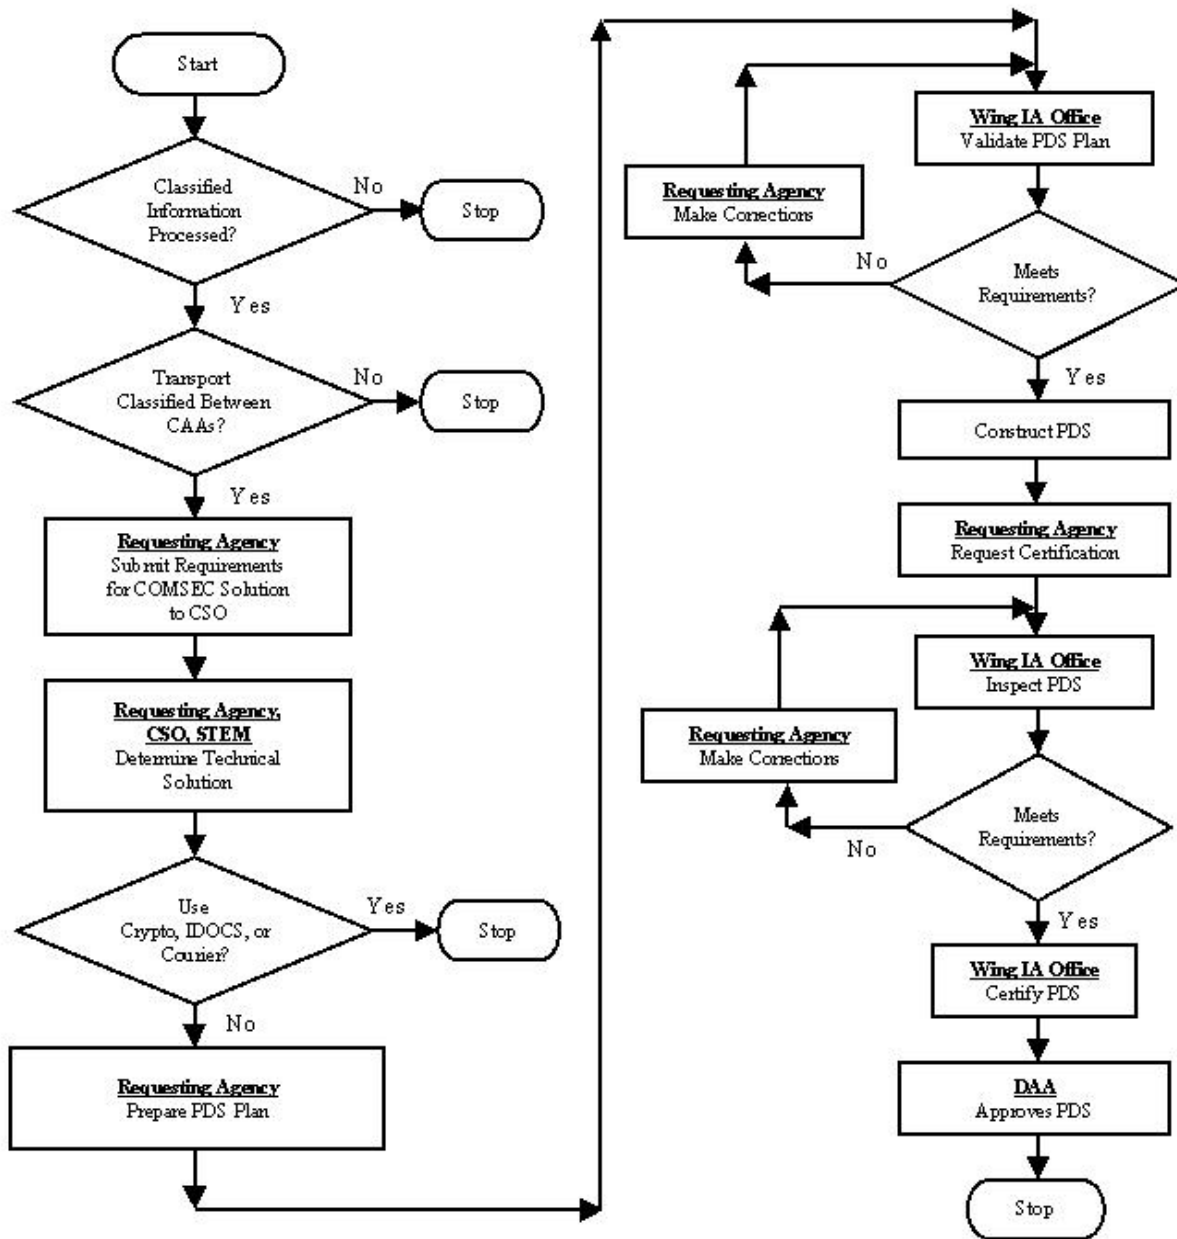 Start
Classified
Information
Processed?
No
Stop
Yes
Transport
Classified Between
CAAs?
No
Stop
Yes
Requesting Agency
Submit Requirements
for COMSEC Solution
to CSO
Requesting Agency,
CSO, STEM
Determine Technical
Solution
Use
Crypto, IDOCS, or
Courier?
Yes
Stop
No
Requesting Agency
Prepare PDS Plan
Wing IA Office
Validate PDS Plan
Requesting Agency
Make Corrections
No
Meets
Requirements?
Yes
Construct PDS
Requesting Agency
Request Certification
Wing IA Office
Inspect PDS
Requesting Agency
Make Corrections
No
Meets
Requirements?
Yes
Wing IA Office
Certify PDS
DAA
Approves PDS
Stop